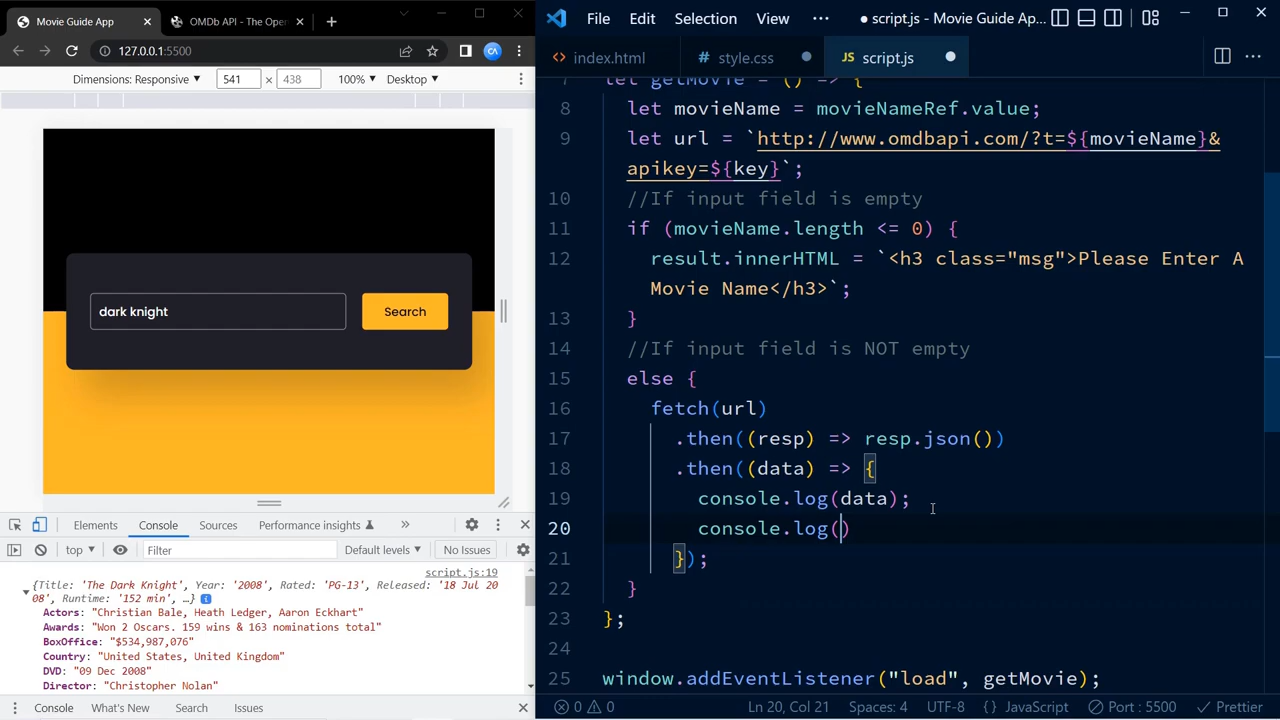 Movie Guide App
OMDb API - The Open
127.0.0.1:5500
Dimensions: Responsive
541
×
438
100%
Desktop
dark knight
Search
Elements
Console
Sources
Performance insights
top
Filter
Default levels
No Issues
script.js:19
{Title: 'The Dark Knight', Year: '2008', Rated: 'PG-13', Released: '18 Jul 20
08', Runtime: '152 min', …}
Actors: "Christian Bale, Heath Ledger, Aaron Eckhart"
Awards: "Won 2 Oscars. 159 wins & 163 nominations total"
BoxOffice: "$534,987,076"
Country: "United States, United Kingdom"
DVD: "09 Dec 2008"
Director: "Christopher Nolan"
Console
What's New
Search
Issues
File
Edit
Selection
View
script.js - Movie Guide App...
index.html
style.css
JS script.js
7 let getMovie = () => {
8 let movieName = movieNameRef.value;
9 let url = `http://www.omdbapi.com/?t=${movieName}&
apikey=${key}`;
10 //If input field is empty
11 if (movieName.length <= 0) {
12 result.innerHTML = `<h3 class="msg">Please Enter A
Movie Name</h3>`;
13 }
14 //If input field is NOT empty
15 else {
16 fetch(url)
17 .then((resp) => resp.json())
18 .then((data) => {
19 console.log(data);
20 console.log()
21 });
22 }
23 };
24
25 window.addEventListener("load", getMovie);
0
0
Ln 20, Col 21
Spaces: 4
UTF-8
{ } JavaScript
Port : 5500
Prettier